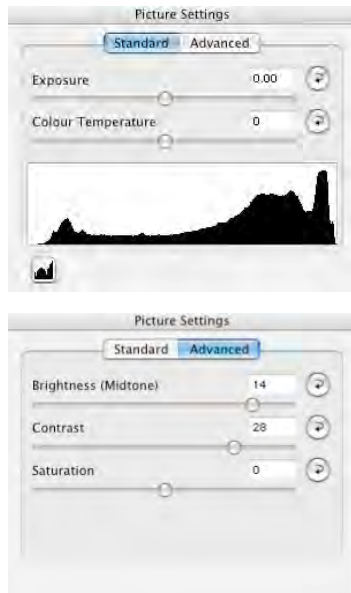 Picture Settings
Standard Advanced
Exposure 0.00
Colour Temperature 0
Picture Settings
Standard Advanced
Brightness (Midtone) 14
Contrast 28
Saturation 0